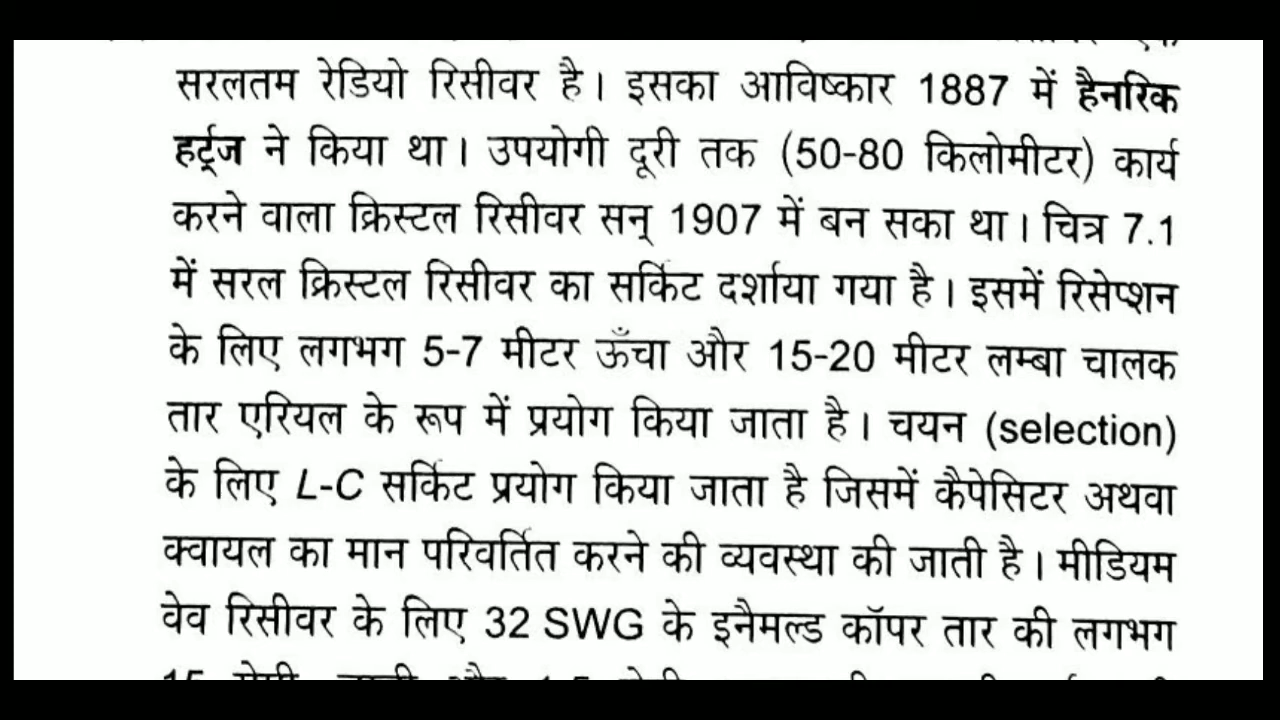 सरलतम रेडियो रिसीवर है। इसका आविष्कार 1887 में हैनरिक
हर्ट्ज ने किया था। उपयोगी दूरी तक (50-80 किलोमीटर) कार्य
करने वाला क्रिस्टल रिसीवर सन् 1907 में बन सका था। चित्र 7.1
में सरल क्रिस्टल रिसीवर का सर्किट दर्शाया गया है। इसमें रिसेप्शन
के लिए लगभग 5-7 मीटर ऊँचा और 15-20 मीटर लम्बा चालक
तार एरियल के रूप में प्रयोग किया जाता है। चयन (selection)
के लिए L-C सर्किट प्रयोग किया जाता है जिसमें कैपेसिटर अथवा
क्वायल का मान परिवर्तित करने की व्यवस्था की जाती है। मीडियम
वेव रिसीवर के लिए 32 SWG के इनैमल्ड कॉपर तार की लगभग